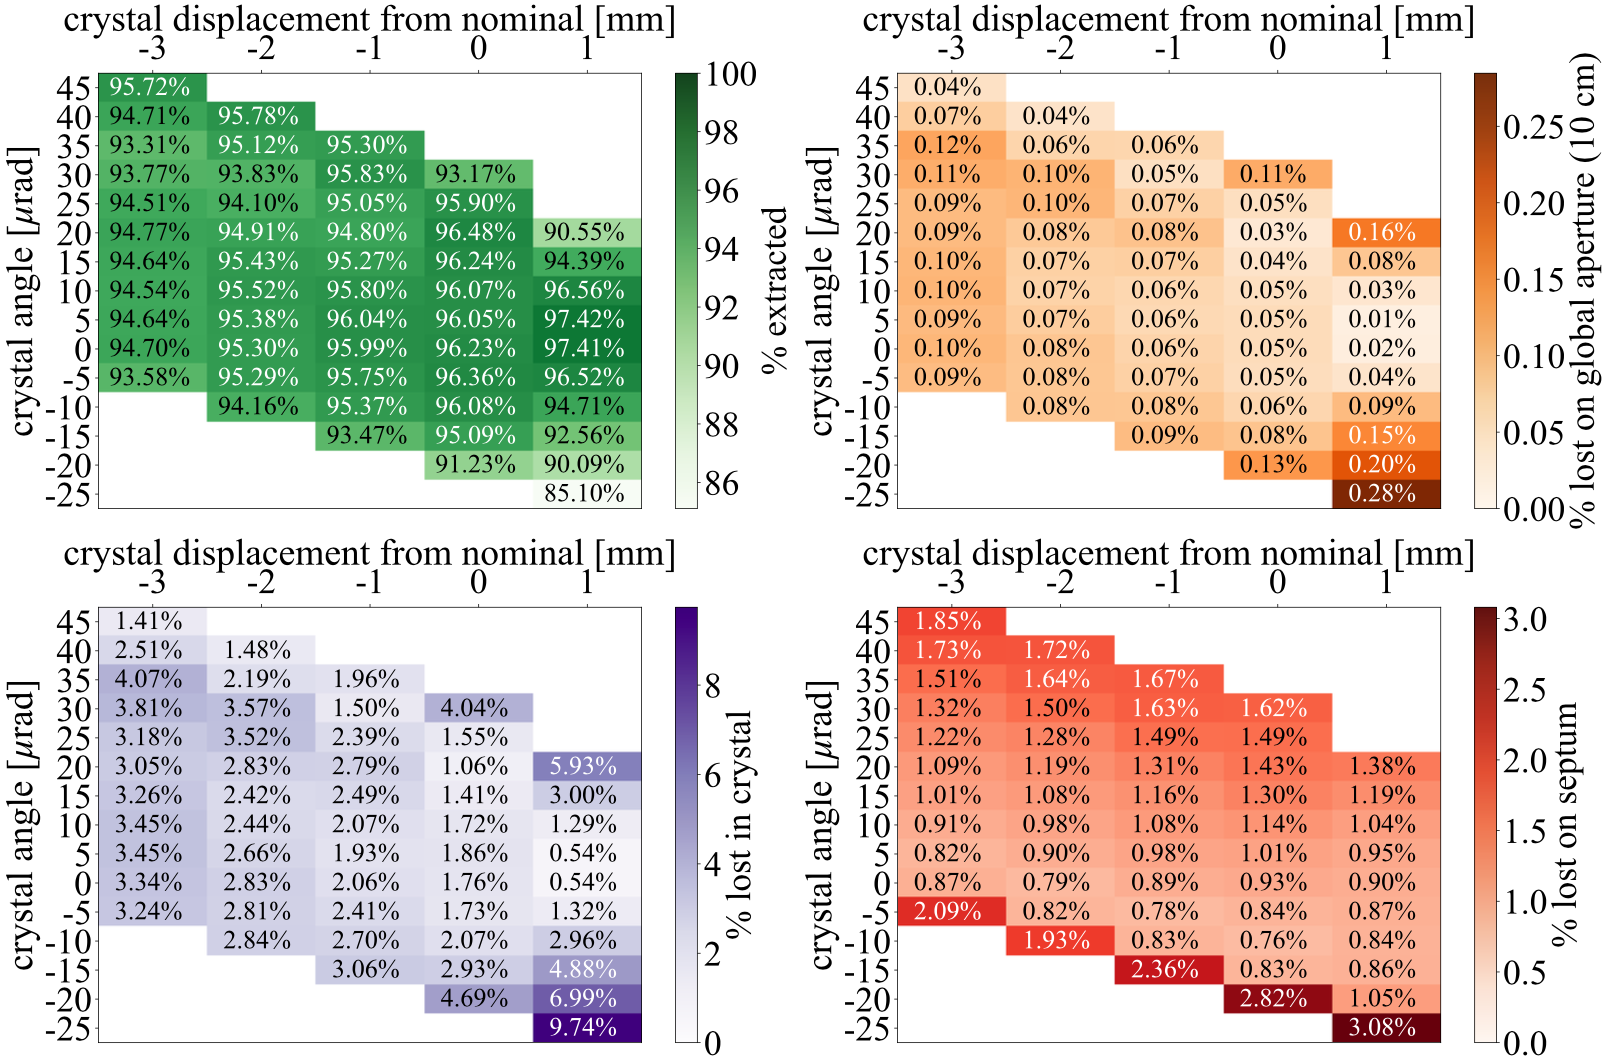 crystal displacement from nominal [mm]
-3 -2 -1 0 1
45 95.72%
40 94.71% 95.78%
35 93.31% 95.12% 95.30%
30 93.77% 93.83% 95.83% 93.17%
25 94.51% 94.10% 95.05% 95.90%
20 94.77% 94.91% 94.80% 96.48% 90.55%
15 94.64% 95.43% 95.27% 96.24% 94.39%
10 94.54% 95.52% 95.80% 96.07% 96.56%
5 94.64% 95.38% 96.04% 96.05% 97.42%
0 94.70% 95.30% 95.99% 96.23% 97.41%
-5 93.58% 95.29% 95.75% 96.36% 96.52%
-10 94.16% 95.37% 96.08% 94.71%
-15 93.47% 95.09% 92.56%
-20 91.23% 90.09%
-25 85.10%
crystal angle [μrad]
100
98
96
94
92
90
88
86
% extracted
crystal displacement from nominal [mm]
-3 -2 -1 0 1
45 0.04%
40 0.07% 0.04%
35 0.12% 0.06% 0.06%
30 0.11% 0.10% 0.05% 0.11%
25 0.09% 0.10% 0.07% 0.05%
20 0.09% 0.08% 0.08% 0.03% 0.16%
15 0.10% 0.07% 0.07% 0.04% 0.08%
10 0.10% 0.07% 0.06% 0.05% 0.03%
5 0.09% 0.07% 0.06% 0.05% 0.01%
0 0.10% 0.08% 0.06% 0.05% 0.02%
-5 0.09% 0.08% 0.07% 0.05% 0.04%
-10 0.08% 0.08% 0.06% 0.09%
-15 0.09% 0.08% 0.15%
-20 0.13% 0.20%
-25 0.28%
crystal angle [μrad]
0.25
0.20
0.15
0.10
0.05
0.00
% lost on global aperture (10 cm)
crystal displacement from nominal [mm]
-3 -2 -1 0 1
45 1.41%
40 2.51% 1.48%
35 4.07% 2.19% 1.96%
30 3.81% 3.57% 1.50% 4.04%
25 3.18% 3.52% 2.39% 1.55%
20 3.05% 2.83% 2.79% 1.06% 5.93%
15 3.26% 2.42% 2.49% 1.41% 3.00%
10 3.45% 2.44% 2.07% 1.72% 1.29%
5 3.45% 2.66% 1.93% 1.86% 0.54%
0 3.34% 2.83% 2.06% 1.76% 0.54%
-5 3.24% 2.81% 2.41% 1.73% 1.32%
-10 2.84% 2.70% 2.07% 2.96%
-15 3.06% 2.93% 4.88%
-20 4.69% 6.99%
-25 9.74%
crystal angle [μrad]
8
6
4
2
0
% lost in crystal
crystal displacement from nominal [mm]
-3 -2 -1 0 1
45 1.85%
40 1.73% 1.72%
35 1.51% 1.64% 1.67%
30 1.32% 1.50% 1.63% 1.62%
25 1.22% 1.28% 1.49% 1.49%
20 1.09% 1.19% 1.31% 1.43% 1.38%
15 1.01% 1.08% 1.16% 1.30% 1.19%
10 0.91% 0.98% 1.08% 1.14% 1.04%
5 0.82% 0.90% 0.98% 1.01% 0.95%
0 0.87% 0.79% 0.89% 0.93% 0.90%
-5 2.09% 0.82% 0.78% 0.84% 0.87%
-10 1.93% 0.83% 0.76% 0.84%
-15 2.36% 0.83% 0.86%
-20 2.82% 1.05%
-25 3.08%
crystal angle [μrad]
3.0
2.5
2.0
1.5
1.0
0.5
0.0
% lost on septum